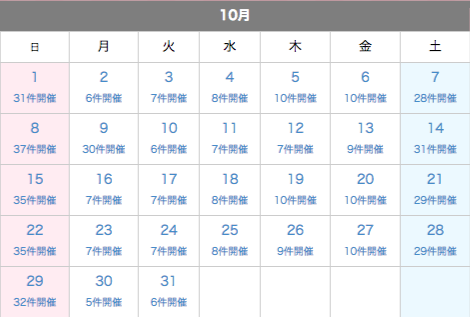 10月
日 月 火 水 木 金 土
1 2 3 4 5 6 7
31件開催 6件開催 7件開催 8件開催 10件開催 10件開催 28件開催
8 9 10 11 12 13 14
37件開催 30件開催 6件開催 7件開催 7件開催 9件開催 31件開催
15 16 17 18 19 20 21
35件開催 7件開催 7件開催 8件開催 10件開催 10件開催 29件開催
22 23 24 25 26 27 28
35件開催 7件開催 7件開催 8件開催 9件開催 10件開催 29件開催
29 30 31
32件開催 5件開催 6件開催